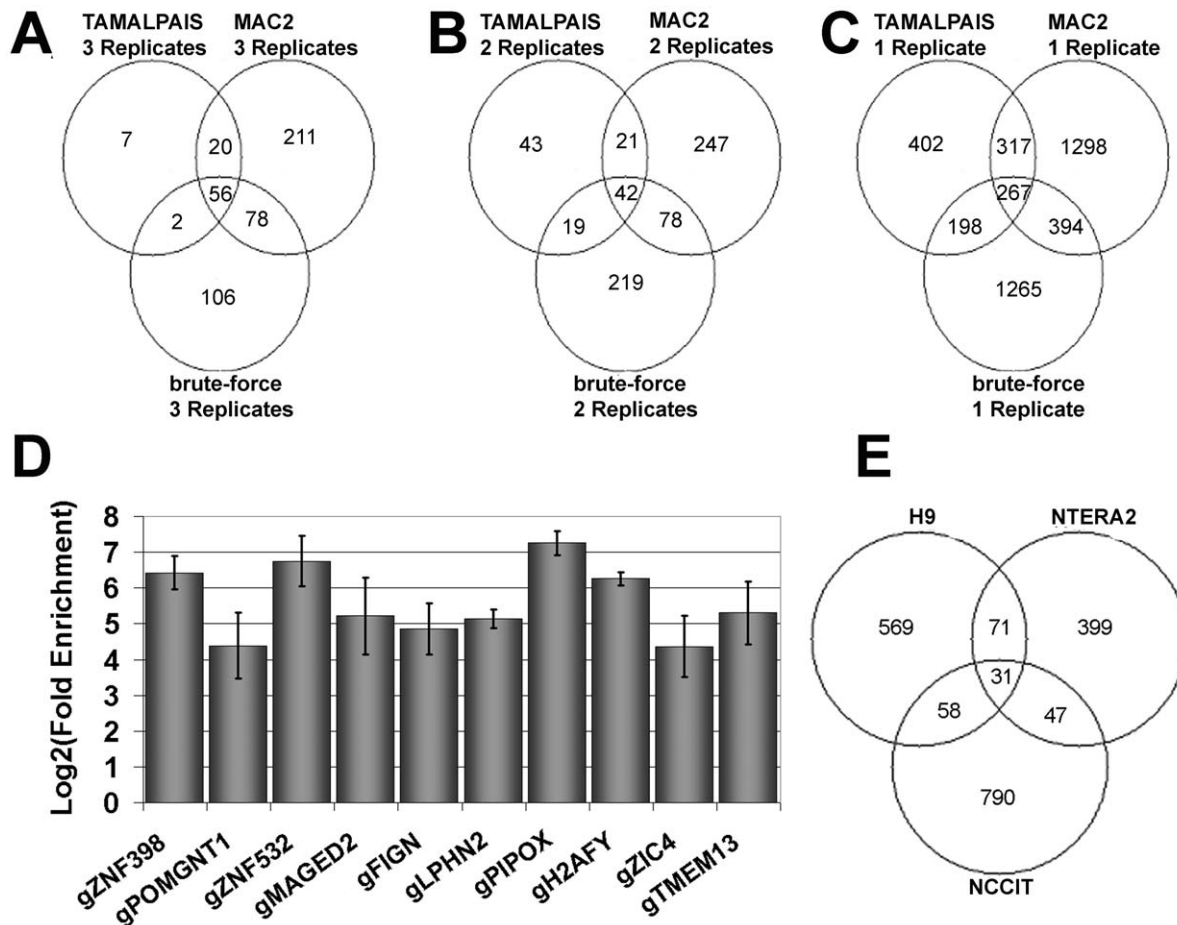 A
TAMALPAIS
3 Replicates
MAC2
3 Replicates
7
20
211
56
2
78
106
brute-force
3 Replicates
B
TAMALPAIS
2 Replicates
MAC2
2 Replicates
43
21
247
42
19
78
219
brute-force
2 Replicates
C
TAMALPAIS
1 Replicate
MAC2
1 Replicate
402
317
1298
267
198
394
1265
brute-force
1 Replicate
D
Log2(Fold Enrichment)
8
7
6
5
4
3
2
1
0
gZNF398
gPOMGNT1
gZNF532
gMAGED2
gFIGN
gLPHN2
gPIPOX
gH2AFY
gZIC4
gTMEM13
E
H9
NTERA2
569
71
399
31
58
47
790
NCCIT